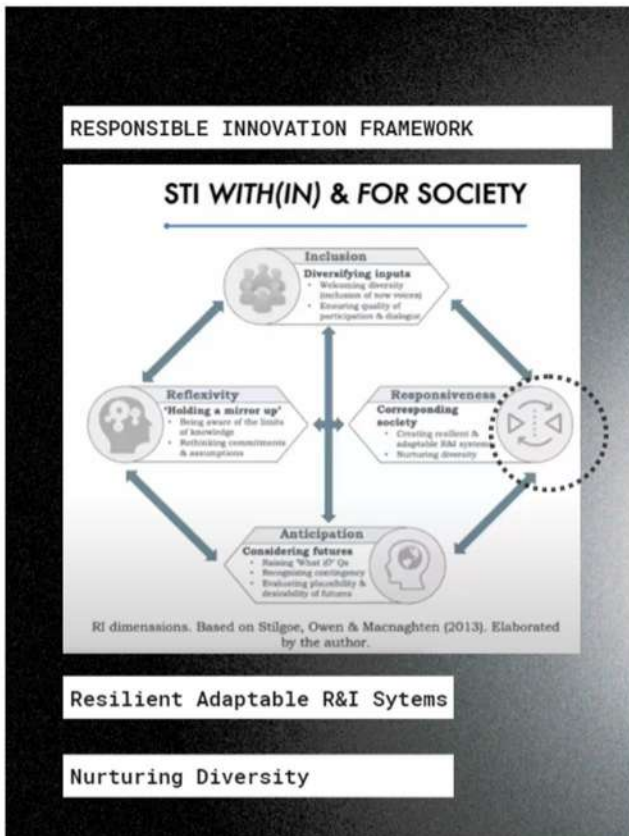 RESPONSIBLE INNOVATION FRAMEWORK
STI WITH(IN) & FOR SOCIETY
Inclusion
Diversifying inputs
• Welcoming diversity
(inclusion of new voices)
• Ensuring quality of
participation & dialogue
Reflexivity
'Holding a mirror up'
• Being aware of the limits
of knowledge
• Rethinking commitments
& assumptions
Responsiveness
Corresponding
society
• Creating resilient &
adaptable R&I systems
• Nurturing diversity
Anticipation
Considering futures
• Raising 'What if?' Qs
• Recognising contingency
• Evaluating plausibility &
desirability of futures
RI dimenssions. Based on Stilgoe, Owen & Macnaghten (2013). Elaborated
by the author.
Resilient Adaptable R&I Sytems
Nurturing Diversity